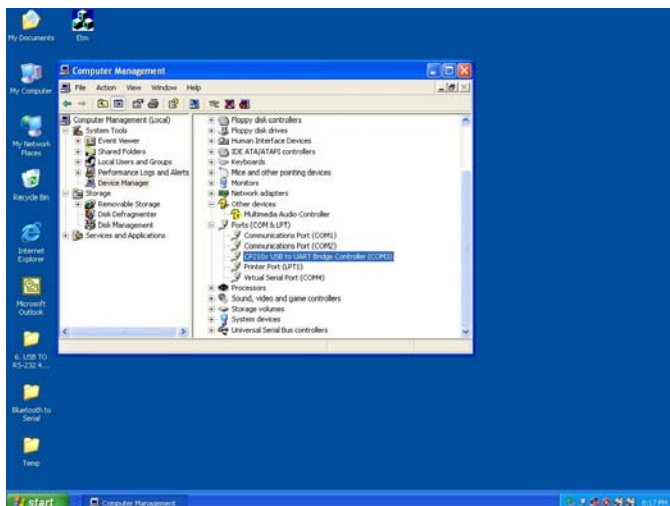 My Documents
Elm
My Computer
My Network
Places
Recycle Bin
Internet
Explorer
Microsoft
Outlook
6. USB TO
RS-232 4....
Bluetooth to
Serial
Temp
Computer Management
File Action View Window Help
Computer Management (Local)
System Tools
Event Viewer
Shared Folders
Local Users and Groups
Performance Logs and Alerts
Device Manager
Storage
Removable Storage
Disk Defragmenter
Disk Management
Services and Applications
Floppy disk controllers
Floppy disk drives
Human Interface Devices
IDE ATA/ATAPI controllers
Keyboards
Mice and other pointing devices
Monitors
Network adapters
Other devices
Multimedia Audio Controller
Ports (COM & LPT)
Communications Port (COM1)
Communications Port (COM2)
CP210x USB to UART Bridge Controller (COM3)
Printer Port (LPT1)
Virtual Serial Port (COM4)
Processors
Sound, video and game controllers
Storage volumes
System devices
Universal Serial Bus controllers
start
Computer Management
8:17 PM